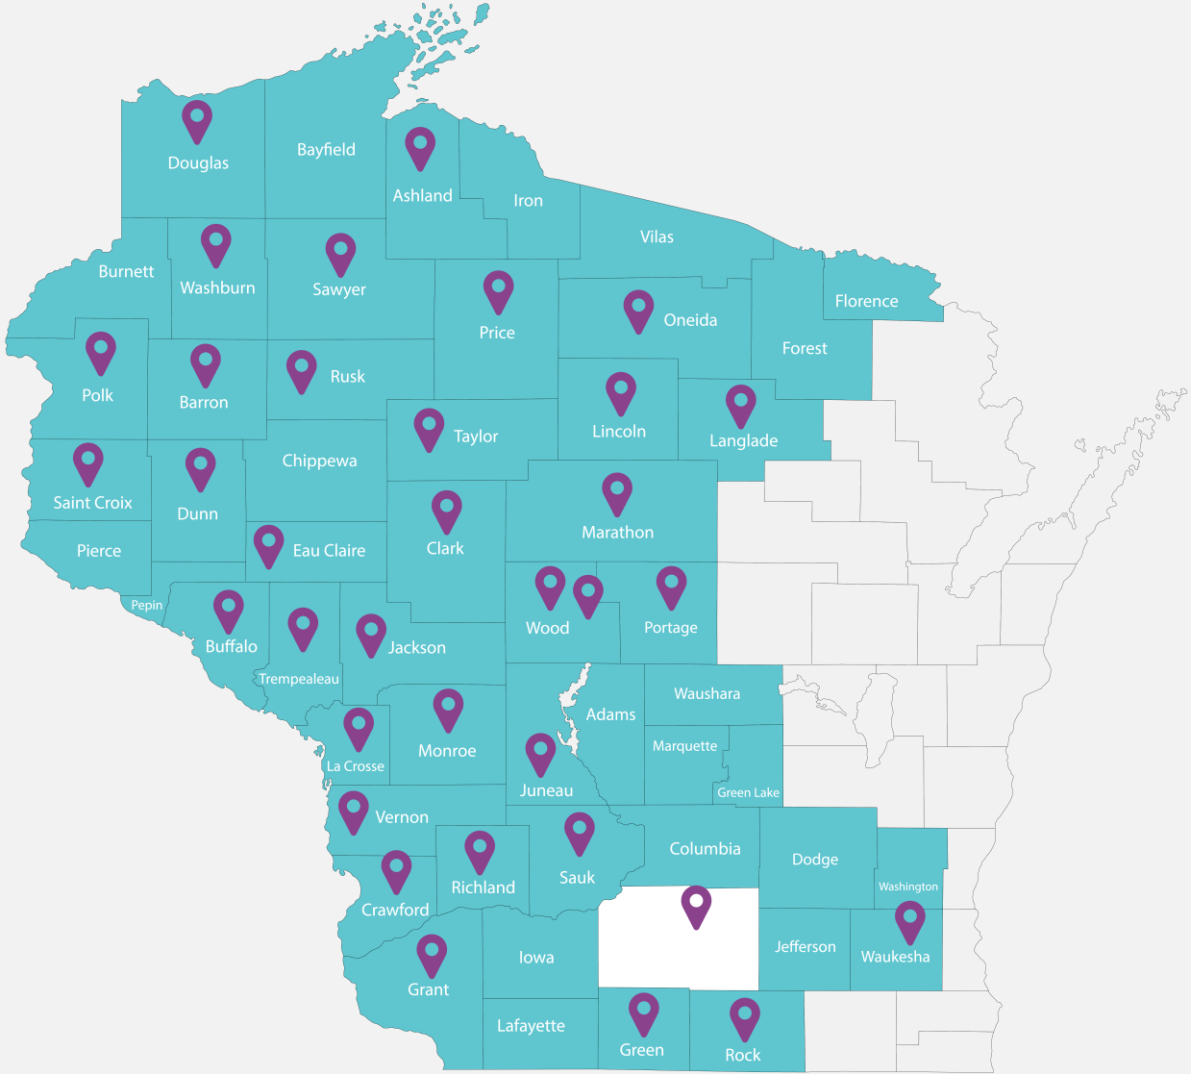 Douglas
Bayfield
Ashland
Iron
Vilas
Burnett
Washburn
Sawyer
Price
Oneida
Florence
Forest
Polk
Barron
Rusk
Taylor
Lincoln
Langlade
Saint Croix
Dunn
Chippewa
Clark
Marathon
Pierce
Eau Claire
Pepin
Buffalo
Trempealeau
Jackson
Wood
Portage
La Crosse
Monroe
Juneau
Adams
Waushara
Marquette
Green Lake
Vernon
Crawford
Richland
Sauk
Columbia
Dodge
Washington
Grant
Iowa
Jefferson
Waukesha
Lafayette
Green
Rock